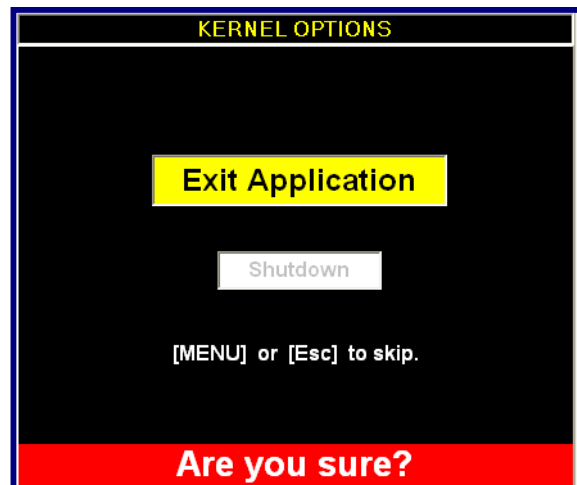 KERNEL OPTIONS
Exit Application
Shutdown
[MENU] or [Esc] to skip.
Are you sure?